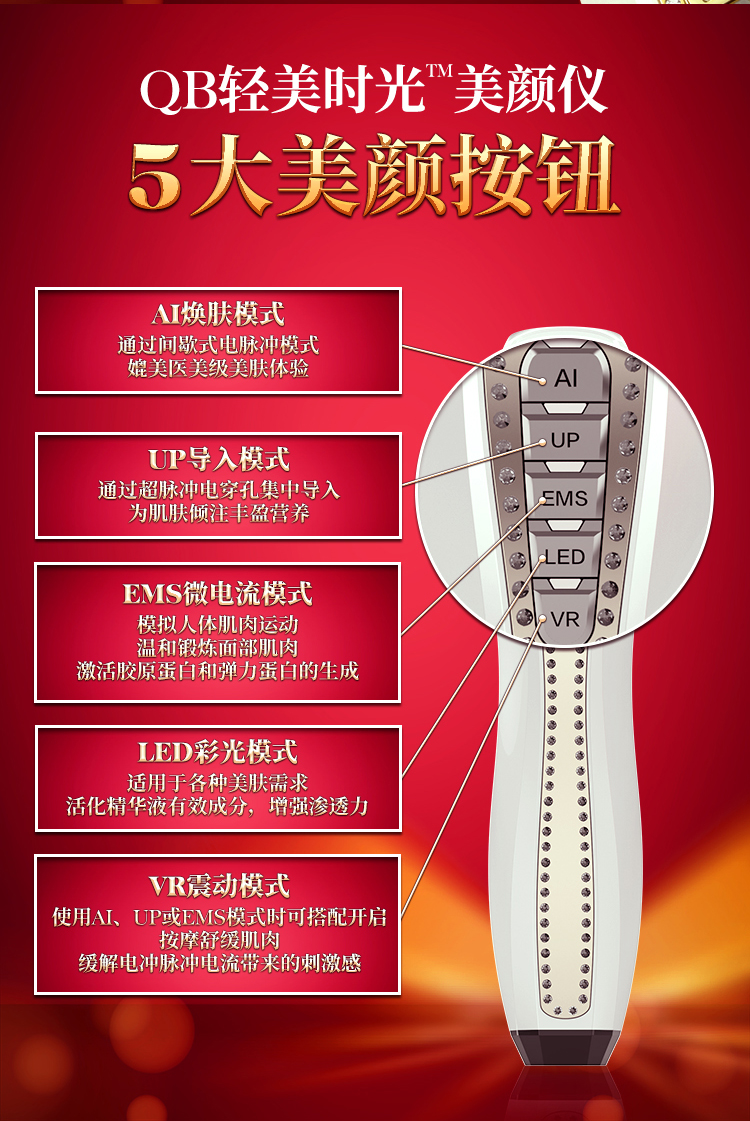 QB轻美时光™美颜仪
5大美颜按钮
AI焕肤模式
通过间歇式电脉冲模式
媲美医美级美肤体验
UP导入模式
通过超脉冲电穿孔集中导入
为肌肤倾注丰盈营养
EMS微电流模式
模拟人体肌肉运动
温和锻炼面部肌肉
激活胶原蛋白和弹力蛋白的生成
LED彩光模式
适用于各种美肤需求
活化精华液有效成分，增强渗透力
VR震动模式
使用AI、UP或EMS模式时可搭配开启
按摩舒缓肌肉
缓解电冲脉冲电流带来的刺激感
AI
UP
EMS
LED
VR